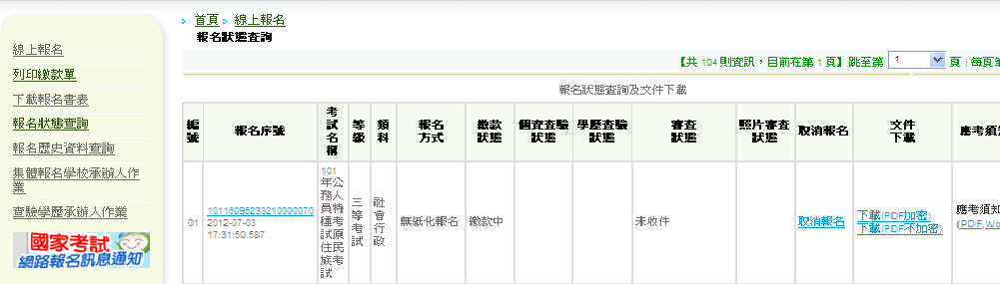 首頁 線上報名
報名狀態查詢
線上報名
列印繳款單
下載報名書表
報名狀態查詢
報名歷史資料查詢
集體報名學校承辦人作
業
查驗學歷承辦人作業
國家考試
網路報名訊息通知
【共 104 則資訊，目前在第 1 頁】跳至第 1 頁 | 每頁
報名狀態查詢及文件下載
編號 報名序號 考試名稱 等級 類科 報名方式 繳款狀態 個資查驗狀態 學歷查驗狀態 審查狀態 照片審查狀態 取消報名 文件下載 應考須
01 10116096233210000070 2012-07-03 17:31:50.587 101年公務人員特種考試原住民族考試 三等考試 社會行政 無紙化報名 繳款中 未收件 取消報名 下載(PDF加密) 下載(PDF不加密) 應考須知 (PDF,Wo